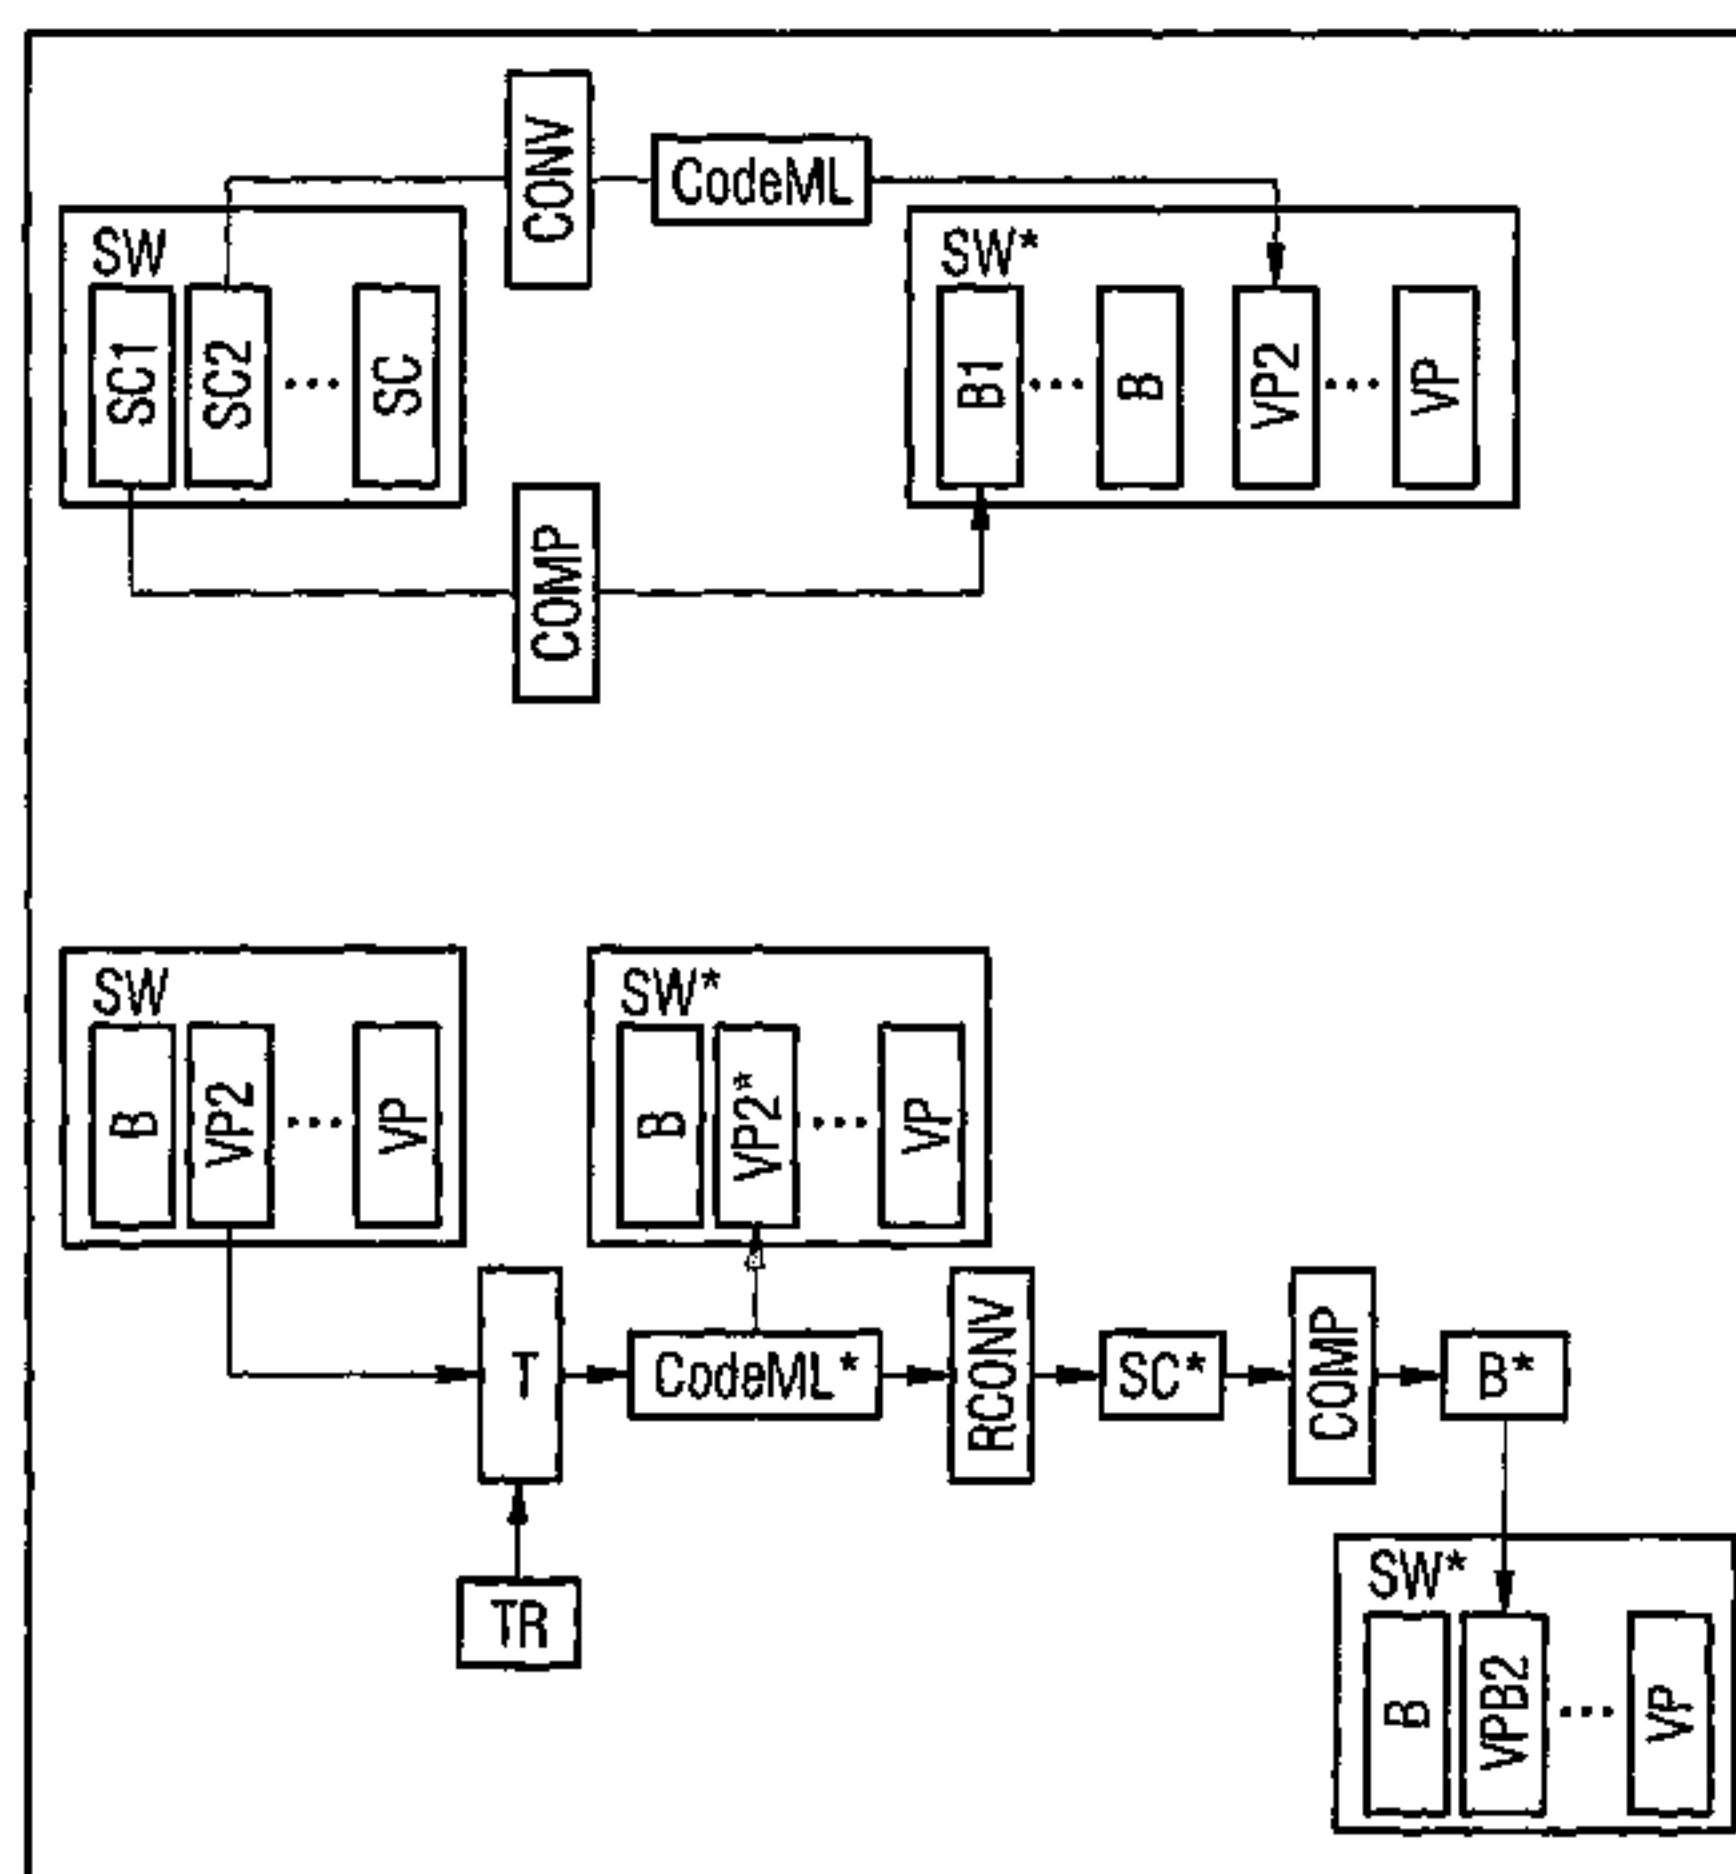 CONV
CodeML
SW
SC1
SC2
...
SC
SW*
B1
...
B
VP2
...
VP
COMP
SW
B
VP2
...
VP
SW*
B
VP2*
...
VP
T
CodeML*
RCONV
SC*
COMP
B*
TR
SW*
B
VPB2
...
VP